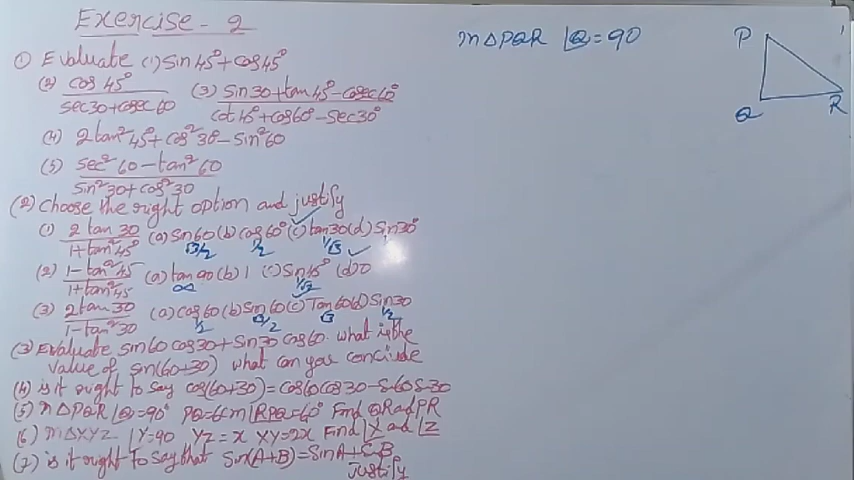 Exercise - 2
① Evaluate (1) sin 45° + cos 45°
(2) cos 45° / sec 30 + cosec 60 (3) sin 30 + tan 45° - cosec 60° / cot 45° + cos 60° - sec 30°
(4) 2 tan² 45° + cos² 30° - sin² 60
(5) sec² 60 - tan² 60 / sin² 30 + cos² 30
(2) choose the right option and justify
(1) 2 tan 30 / 1 + tan² 45° (a) sin 60 (b) cos 60° (c) tan 30 (d) sin 30°
√3/2 1/2 1/√3
(2) 1 - tan² 45 / 1 + tan² 45 (a) tan 90 (b) 1 (c) sin 45° (d) 0
∞ 1/√2
(3) 2 tan 30 / 1 - tan² 30 (a) cos 60 (b) sin 60 (c) Tan 60 (d) sin 30
1/2 √3/2 √3 1/2
(3) Evaluate sin 60 cos 30 + sin 30 cos 60. what is the
value of sin (60+30) what can you conclude
(4) is it right to say cos(60+30) = cos 60 cos 30 - S 60 S 30
(5) In △PQR ∠Q = 90° PQ = 6cm ∠RPQ = 60° Find QR and PR
(6) In △XYZ ∠Y = 90 YZ = x XY = 2x Find ∠X and ∠Z
(7) is it right to say that Sin(A+B) = Sin A + S B
justify
In △PQR ∠Q = 90
P
Q R